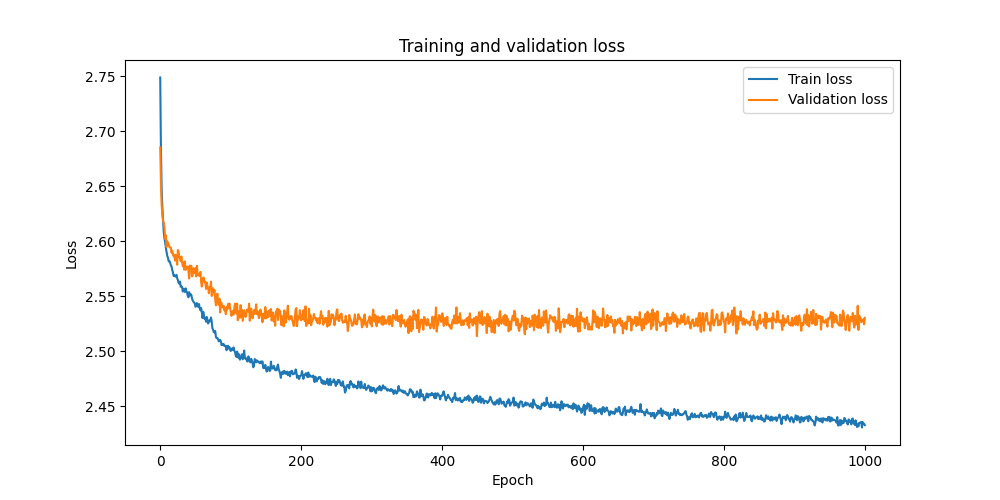 Training and validation loss
Train loss
Validation loss
2.75
2.70
2.65
2.60
2.55
2.50
2.45
Loss
0
200
400
600
800
1000
Epoch